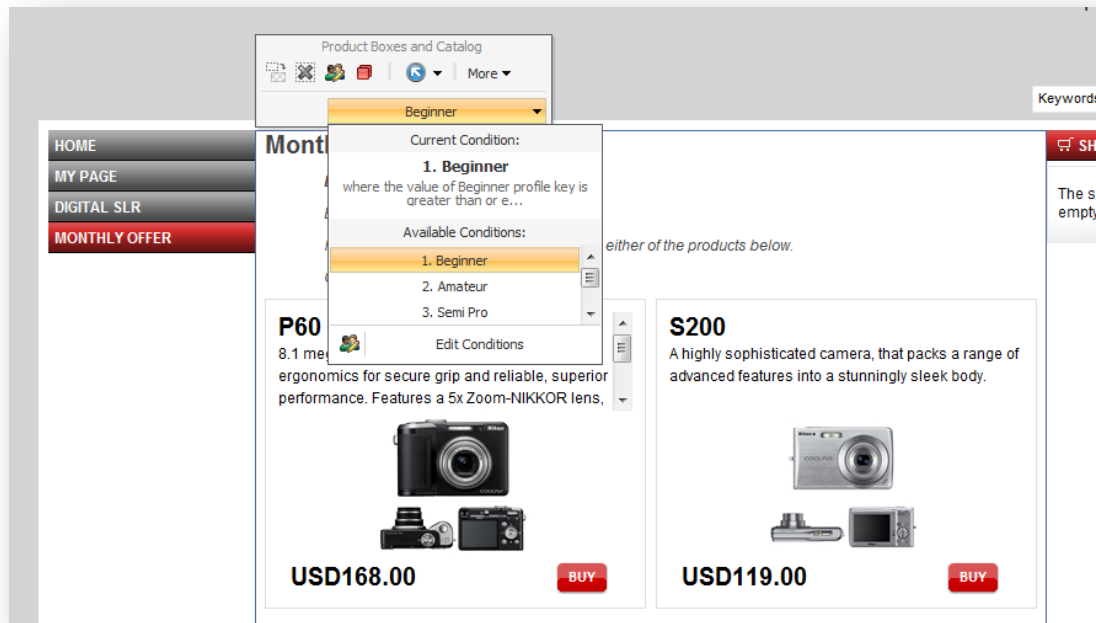 Product Boxes and Catalog
More
Beginner
Keywords
HOME
MY PAGE
DIGITAL SLR
MONTHLY OFFER
Current Condition:
1. Beginner
where the value of Beginner profile key is
greater than or e...
Available Conditions:
1. Beginner
2. Amateur
3. Semi Pro
Edit Conditions
either of the products below.
P60
8.1
ergonomics for secure grip and reliable, superior
performance. Features a 5x Zoom-NIKKOR lens,
Nikon
COOLPIX
USD168.00
BUY
S200
A highly sophisticated camera, that packs a range of
advanced features into a stunningly sleek body.
Nikon
COOLPIX
USD119.00
BUY
The
empty